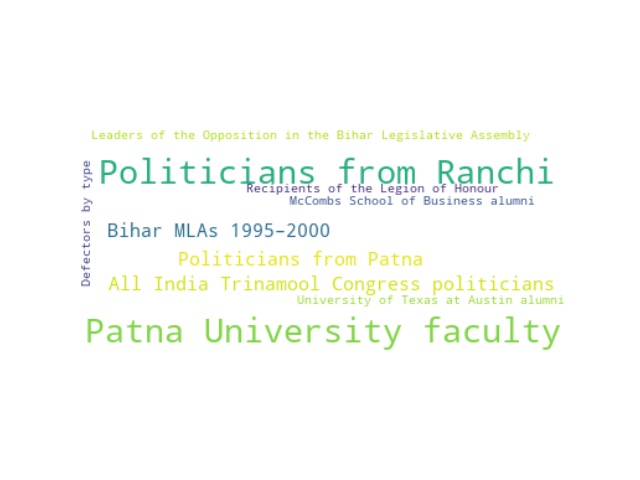 Leaders of the Opposition in the Bihar Legislative Assembly
Defectors by type
Politicians from Ranchi
Recipients of the Legion of Honour
McCombs School of Business alumni
Bihar MLAs 1995–2000
Politicians from Patna
All India Trinamool Congress politicians
University of Texas at Austin alumni
Patna University faculty